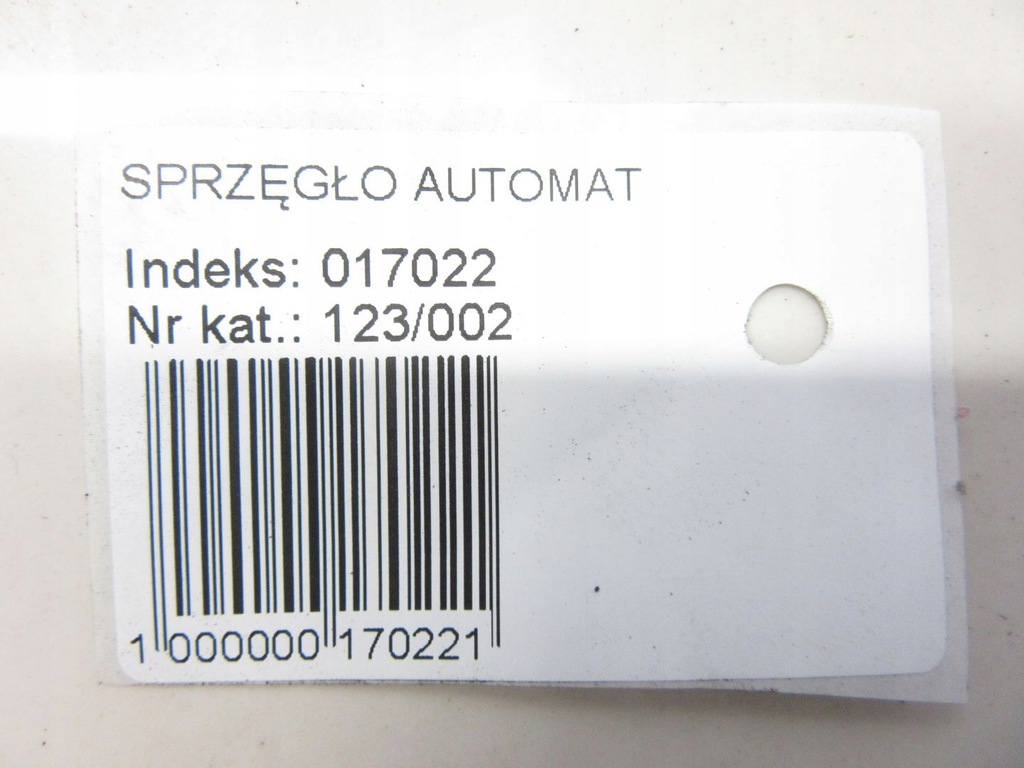 SPRZĘGŁO AUTOMAT
Indeks: 017022
Nr kat.: 123/002
1 000000 170221